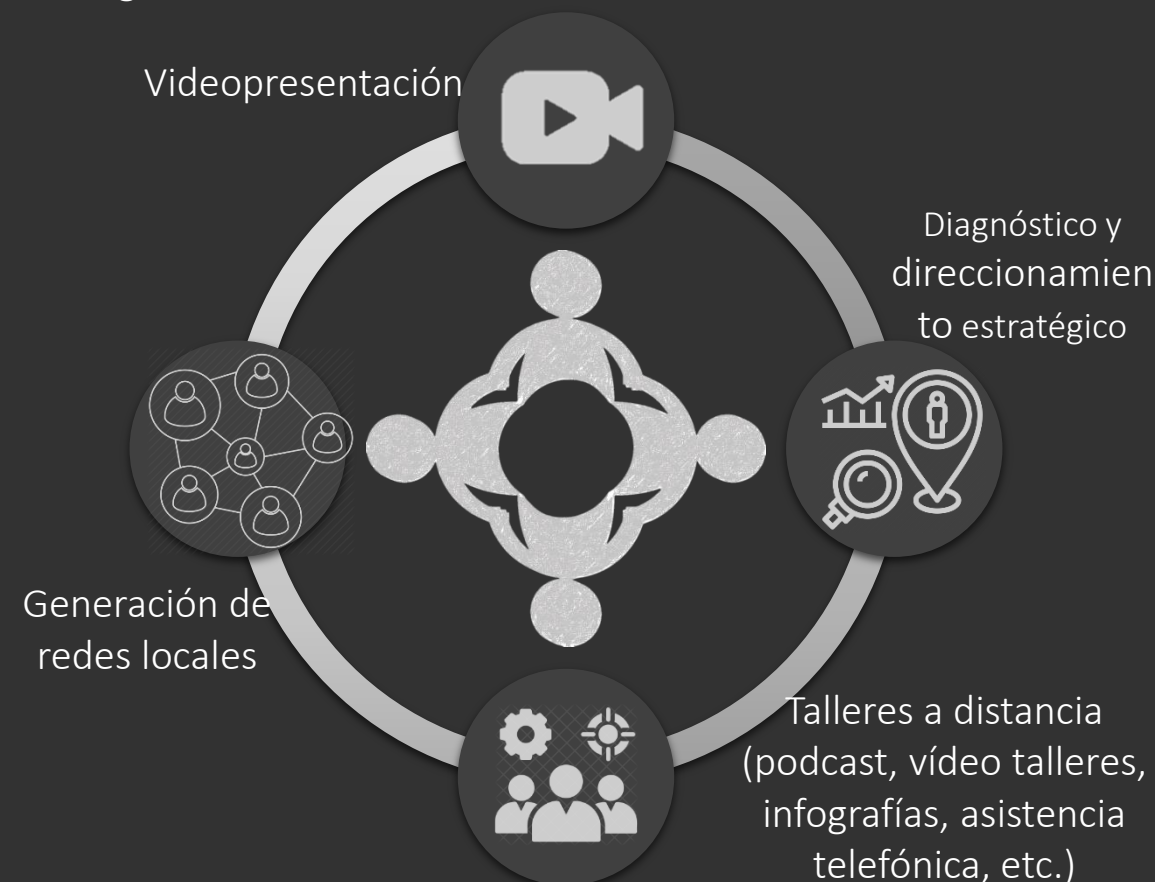 Videopresentación
Diagnóstico y
direccionamien
to estratégico
Generación de
redes locales
Talleres a distancia
(podcast, vídeo talleres,
infografías, asistencia
telefónica, etc.)